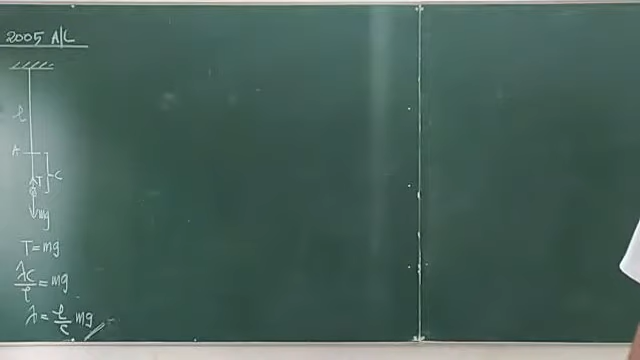 2005 A/L
ℓ
A
T
C
mg
T = mg
λc/ℓ = mg
λ = ℓ/c mg